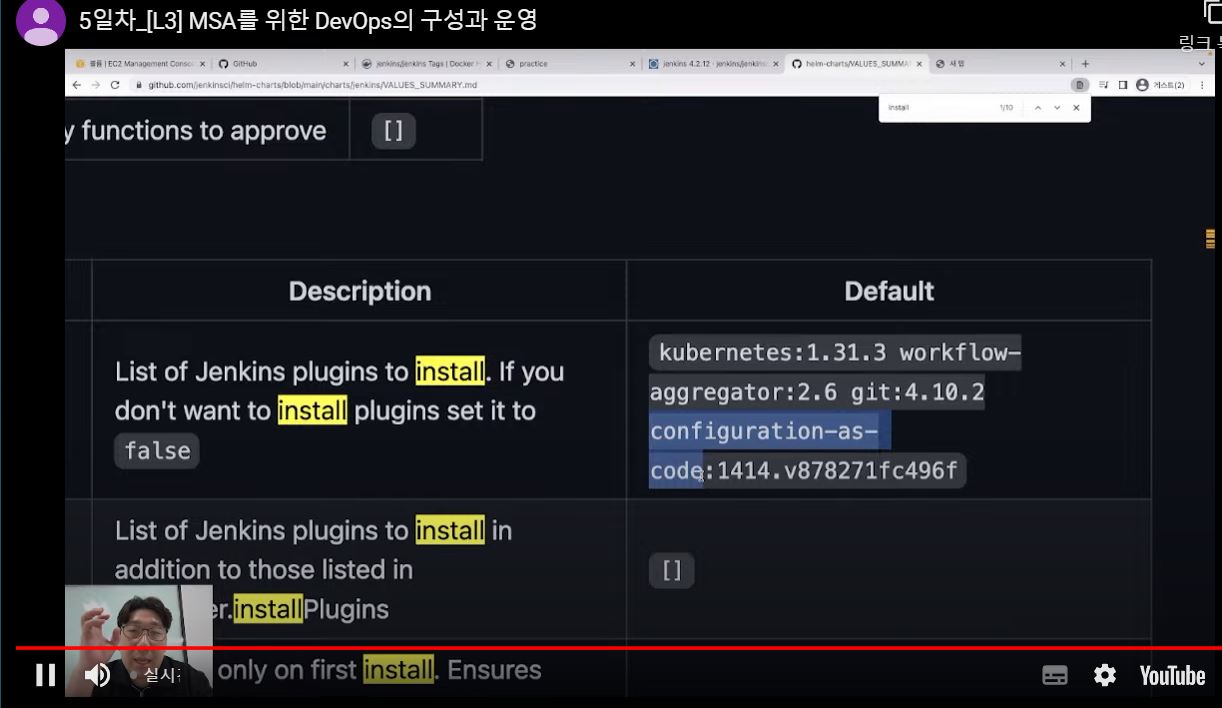 5일차_[L3] MSA를 위한 DevOps의 구성과 운영
링크
EC2 Management Conso
GitHub
jenkins/jenkins Tags | Docker H
practice
jenkins 4.2.12 · jenkins/jenkins
helm-charts/VALUES_SUMMAR
새 탭
github.com/jenkinsci/helm-charts/blob/main/charts/jenkins/VALUES_SUMMARY.md
게스트(2)
install
1/10
y functions to approve
[]
Description
Default
List of Jenkins plugins to install. If you
don't want to install plugins set it to
false
kubernetes:1.31.3 workflow-
aggregator:2.6 git:4.10.2
configuration-as-
code:1414.v878271fc496f
List of Jenkins plugins to install in
addition to those listed in
er.installPlugins
[]
only on first install. Ensures
실시간
YouTube